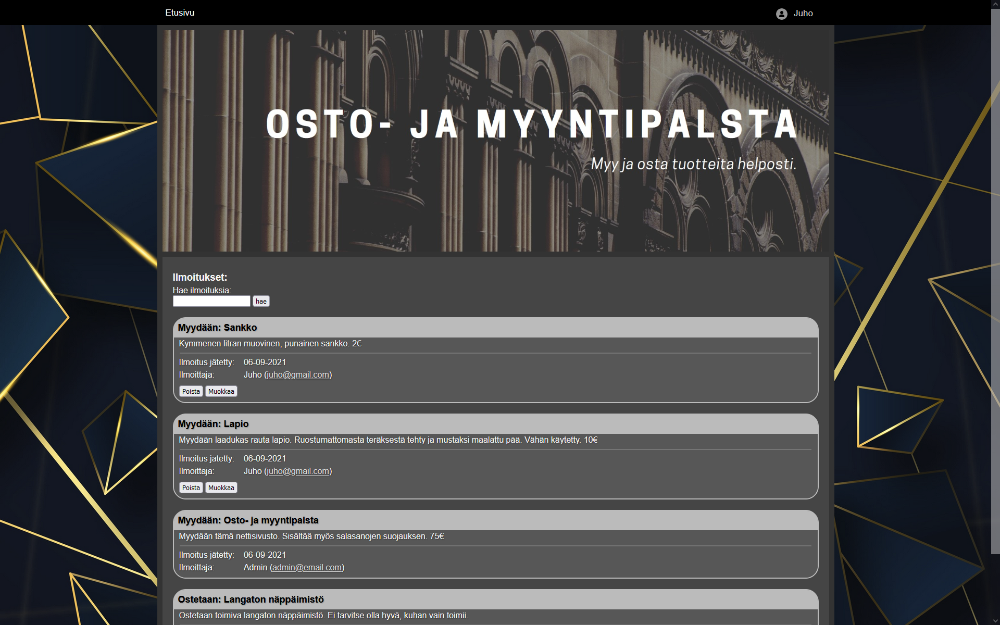 Etusivu
Juho
OSTO- JA MYYNTIPALSTA
Myy ja osta tuotteita helposti.
Ilmoitukset:
Hae ilmoituksia:
hae
Myydään: Sankko
Kymmenen litran muovinen, punainen sankko. 2€
Ilmoitus jätetty: 06-09-2021
Ilmoittaja: Juho (juho@gmail.com)
Poista Muokkaa
Myydään: Lapio
Myydään laadukas rauta lapio. Ruostumattomasta teräksestä tehty ja mustaksi maalattu pää. Vähän käytetty. 10€
Ilmoitus jätetty: 06-09-2021
Ilmoittaja: Juho (juho@gmail.com)
Poista Muokkaa
Myydään: Osto- ja myyntipalsta
Myydään tämä nettisivusto. Sisältää myös salasanojen suojauksen. 75€
Ilmoitus jätetty: 06-09-2021
Ilmoittaja: Admin (admin@email.com)
Ostetaan: Langaton näppäimistö
Ostetaan toimiva langaton näppäimistö. Ei tarvitse olla hyvä, kuhan vain toimii.